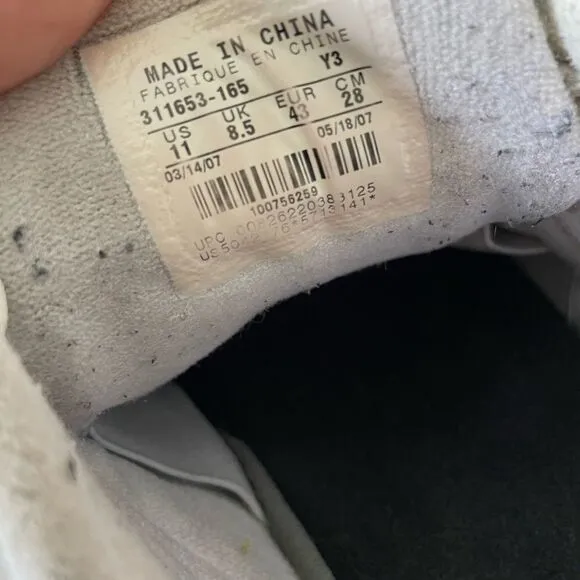 MADE IN CHINA
FABRIQUE EN CHINE
311653-165 Y3
US UK EUR CM
11 8.5 43 28
03/14/07 05/18/07
100756259
UPC